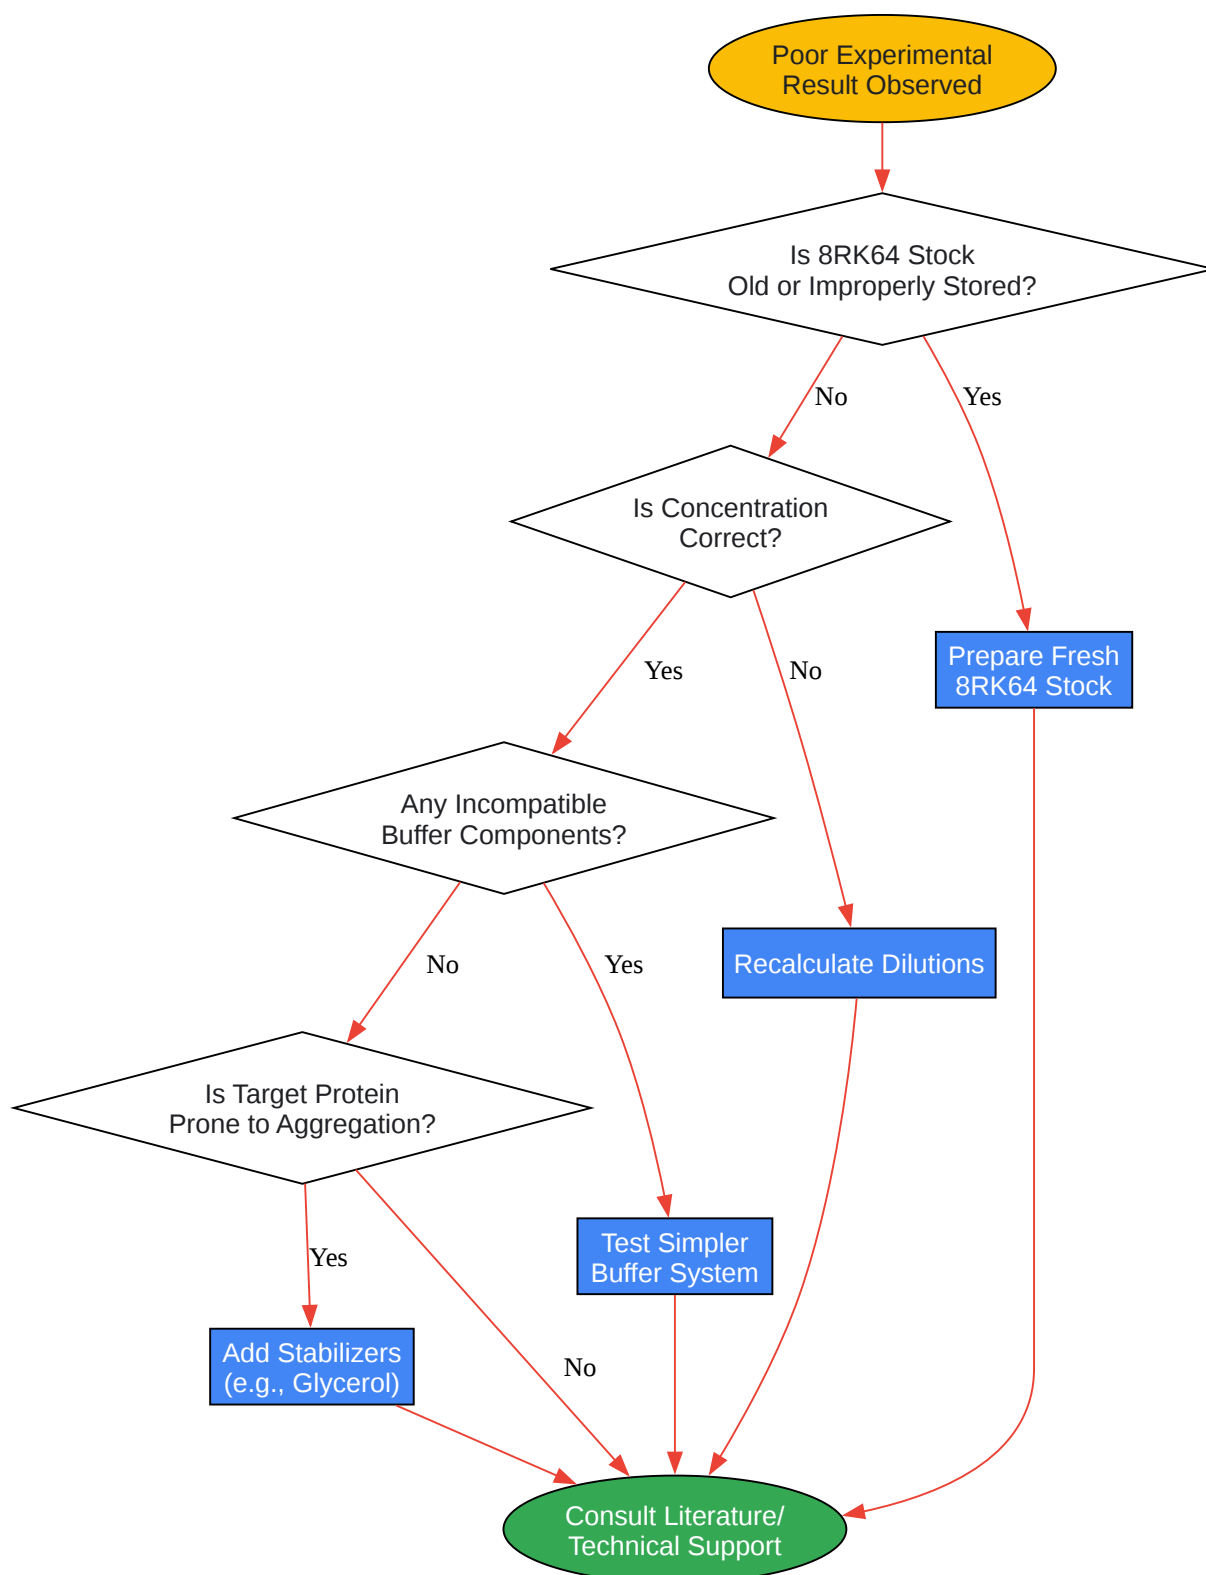 Poor Experimental
Result Observed
Is 8RK64 Stock
Old or Improperly Stored?
No
Yes
Is Concentration
Correct?
Yes
No
Prepare Fresh
8RK64 Stock
Any Incompatible
Buffer Components?
No
Yes
Recalculate Dilutions
Is Target Protein
Prone to Aggregation?
Yes
No
Test Simpler
Buffer System
Add Stabilizers
(e.g., Glycerol)
Consult Literature/
Technical Support